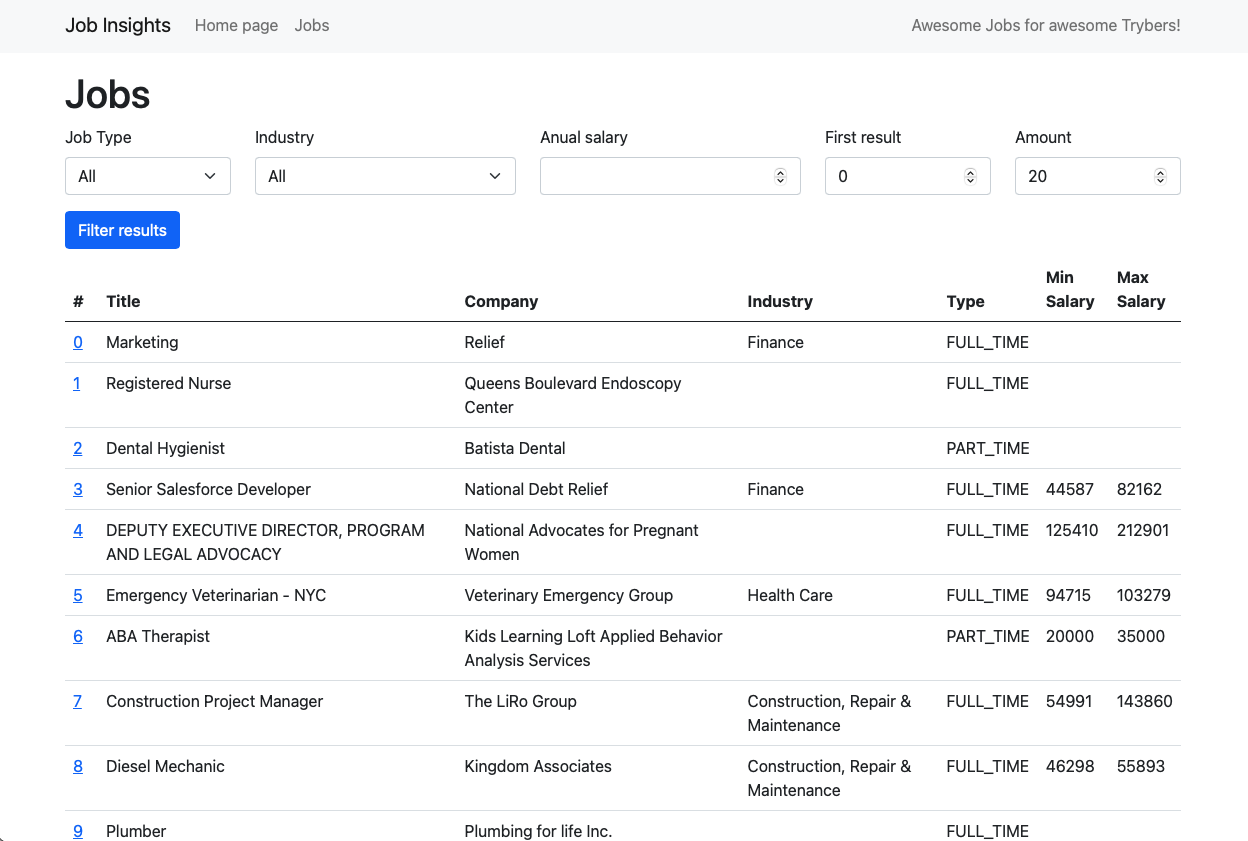 Job Insights Home page Jobs Awesome Jobs for awesome Trybers!
Jobs
Job Type Industry Anual salary First result Amount
All All 0 20
Filter results
# Title Company Industry Type Min Salary Max Salary
0 Marketing Relief Finance FULL_TIME
1 Registered Nurse Queens Boulevard Endoscopy Center FULL_TIME
2 Dental Hygienist Batista Dental PART_TIME
3 Senior Salesforce Developer National Debt Relief Finance FULL_TIME 44587 82162
4 DEPUTY EXECUTIVE DIRECTOR, PROGRAM AND LEGAL ADVOCACY National Advocates for Pregnant Women FULL_TIME 125410 212901
5 Emergency Veterinarian - NYC Veterinary Emergency Group Health Care FULL_TIME 94715 103279
6 ABA Therapist Kids Learning Loft Applied Behavior Analysis Services PART_TIME 20000 35000
7 Construction Project Manager The LiRo Group Construction, Repair & Maintenance FULL_TIME 54991 143860
8 Diesel Mechanic Kingdom Associates Construction, Repair & Maintenance FULL_TIME 46298 55893
9 Plumber Plumbing for life Inc. FULL_TIME